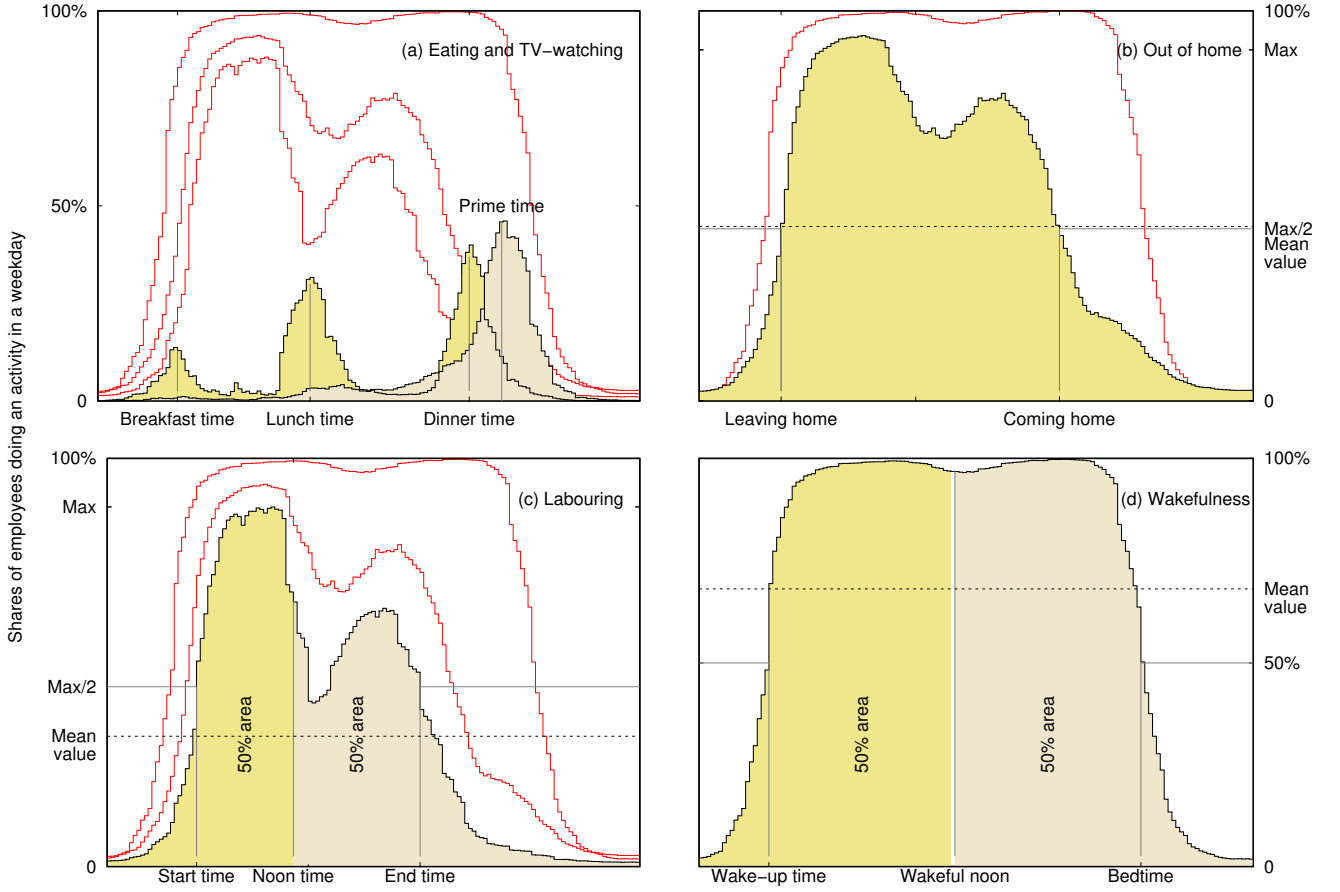 Shares of employees doing an activity in a weekday
100%
50%
0
(a) Eating and TV−watching
Prime time
Breakfast time
Lunch time
Dinner time
(b) Out of home
100%
Max
Max/2
Mean
value
0
Leaving home
Coming home
100%
Max
Max/2
Mean
value
0
(c) Labouring
50% area
50% area
Start time
Noon time
End time
(d) Wakefulness
100%
Mean
value
50%
0
50% area
50% area
Wake−up time
Wakeful noon
Bedtime